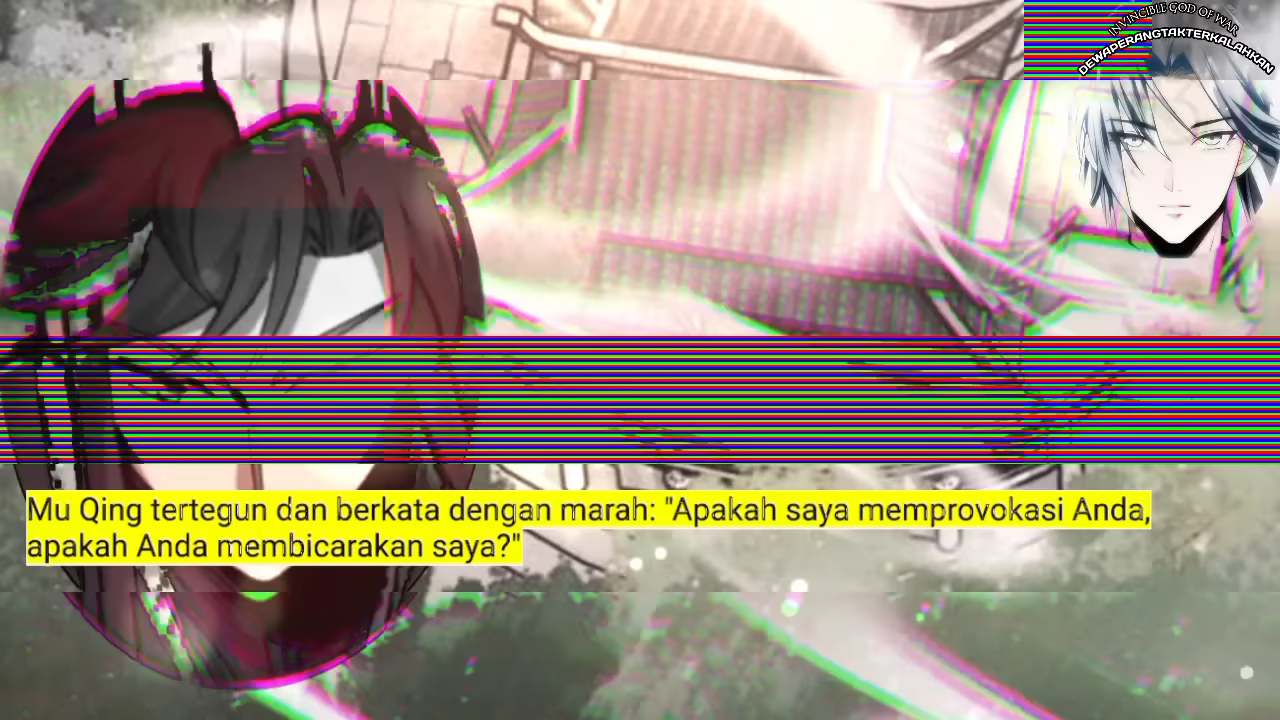 INVINCIBLE GOD OF WAR
DEWAPERANGTAKTERKALAHKAN
Mu Qing tertegun dan berkata dengan marah: "Apakah saya memprovokasi Anda,
apakah Anda membicarakan saya?"